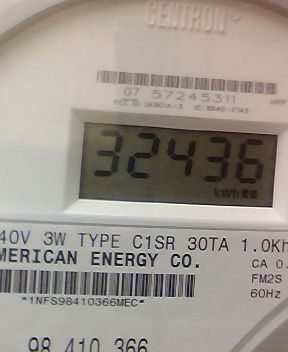 CENTRON
07 57245311
32436
kWh
40V 3W TYPE C1SR 30TA 1.0Kh
MERICAN ENERGY CO.
CA 0.
FM2S
*1NFS98410366MEC*
60Hz
98 410 366